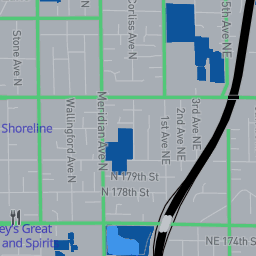 Stone Ave N
Corliss Ave N
5th Ave NE
Wallingford Ave N
Meridian Ave N
Shoreline
1st Ave NE
2nd Ave NE
3rd Ave NE
N 179th St
N 178th St
ey's Great
and Spirit
NE 174th St